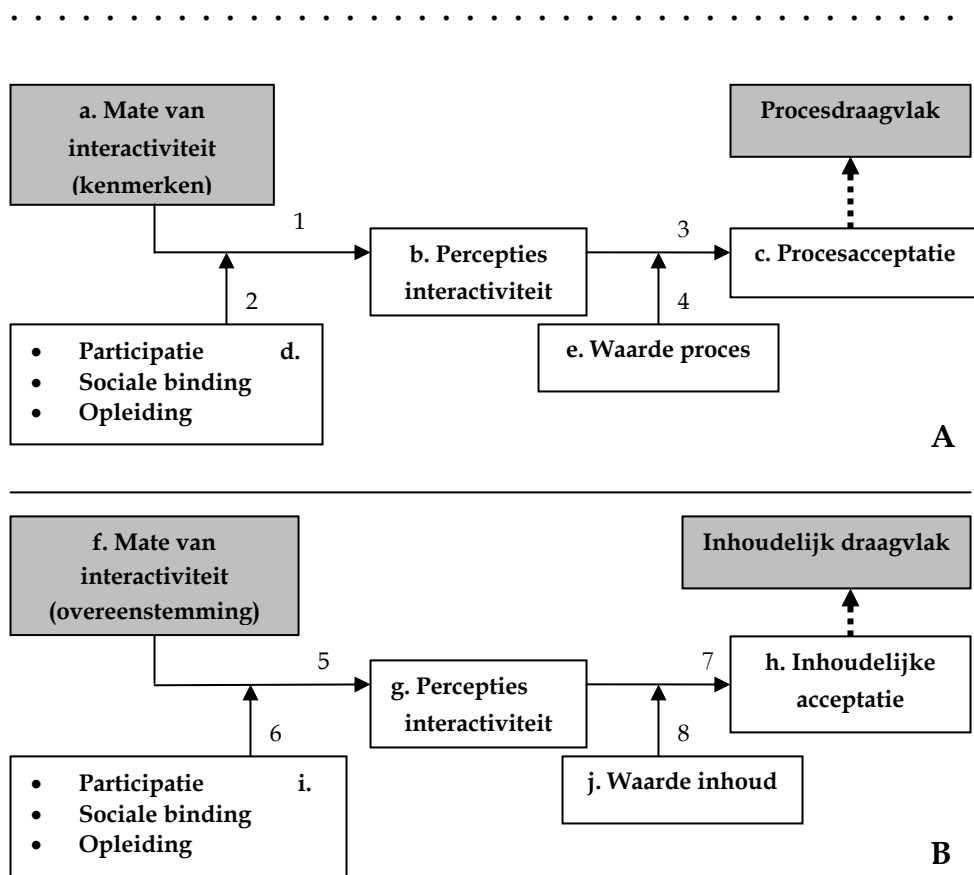 a. Mate van
interactiviteit
(kenmerken)
Procesdraagvlak
1
3
b. Percepties
interactiviteit
c. Procesacceptatie
2
4
• Participatie d.
• Sociale binding
• Opleiding
e. Waarde proces
A
f. Mate van
interactiviteit
(overeenstemming)
Inhoudelijk draagvlak
5
7
g. Percepties
interactiviteit
h. Inhoudelijke
acceptatie
6
8
• Participatie i.
• Sociale binding
• Opleiding
j. Waarde inhoud
B